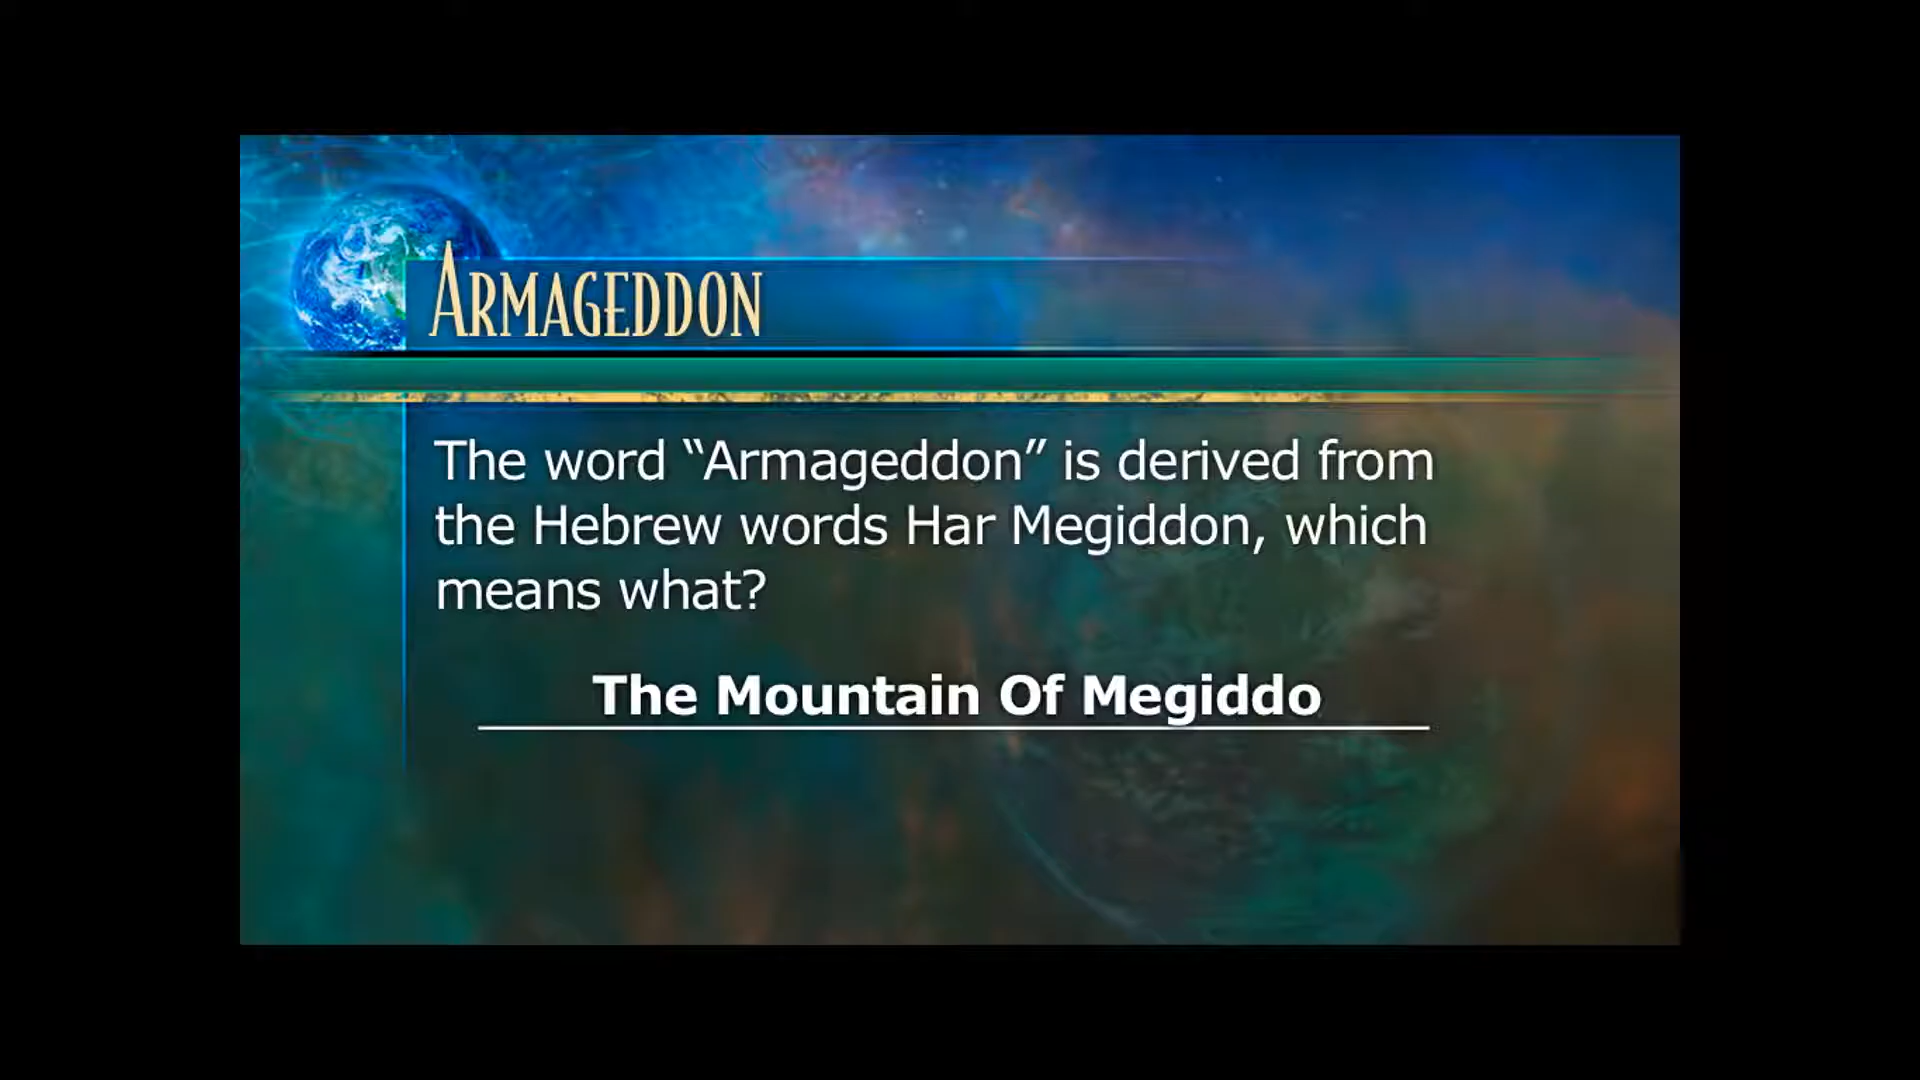 ARMAGEDDON
The word “Armageddon” is derived from
the Hebrew words Har Megiddon, which
means what?
The Mountain Of Megiddo